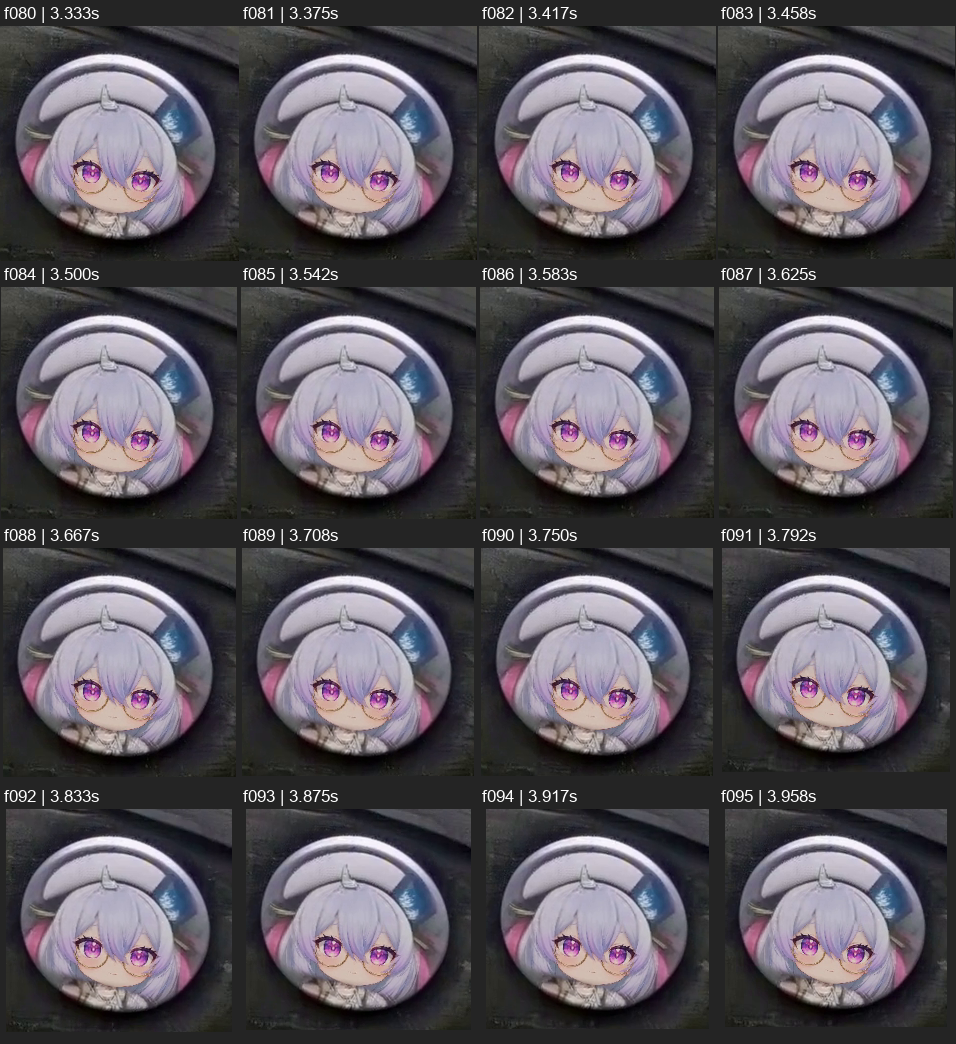 f080 | 3.333s f081 | 3.375s f082 | 3.417s f083 | 3.458s
f084 | 3.500s f085 | 3.542s f086 | 3.583s f087 | 3.625s
f088 | 3.667s f089 | 3.708s f090 | 3.750s f091 | 3.792s
f092 | 3.833s f093 | 3.875s f094 | 3.917s f095 | 3.958s